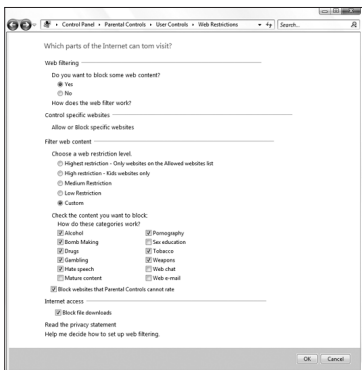 Control Panel ▸ Parental Controls ▸ User Controls ▸ Web Restrictions
Search...
Which parts of the Internet can tom visit?
Web filtering
Do you want to block some web content?
Yes
No
How does the web filter work?
Control specific websites
Allow or Block specific websites
Filter web content
Choose a web restriction level.
Highest restriction - Only websites on the Allowed websites list
High restriction - Kids websites only
Medium Restriction
Low Restriction
Custom
Check the content you want to block:
How do these categories work?
Alcohol Pornography
Bomb Making Sex education
Drugs Tobacco
Gambling Weapons
Hate speech Web chat
Mature content Web e-mail
Block websites that Parental Controls cannot rate
Internet access
Block file downloads
Read the privacy statement
Help me decide how to set up web filtering.
OK Cancel